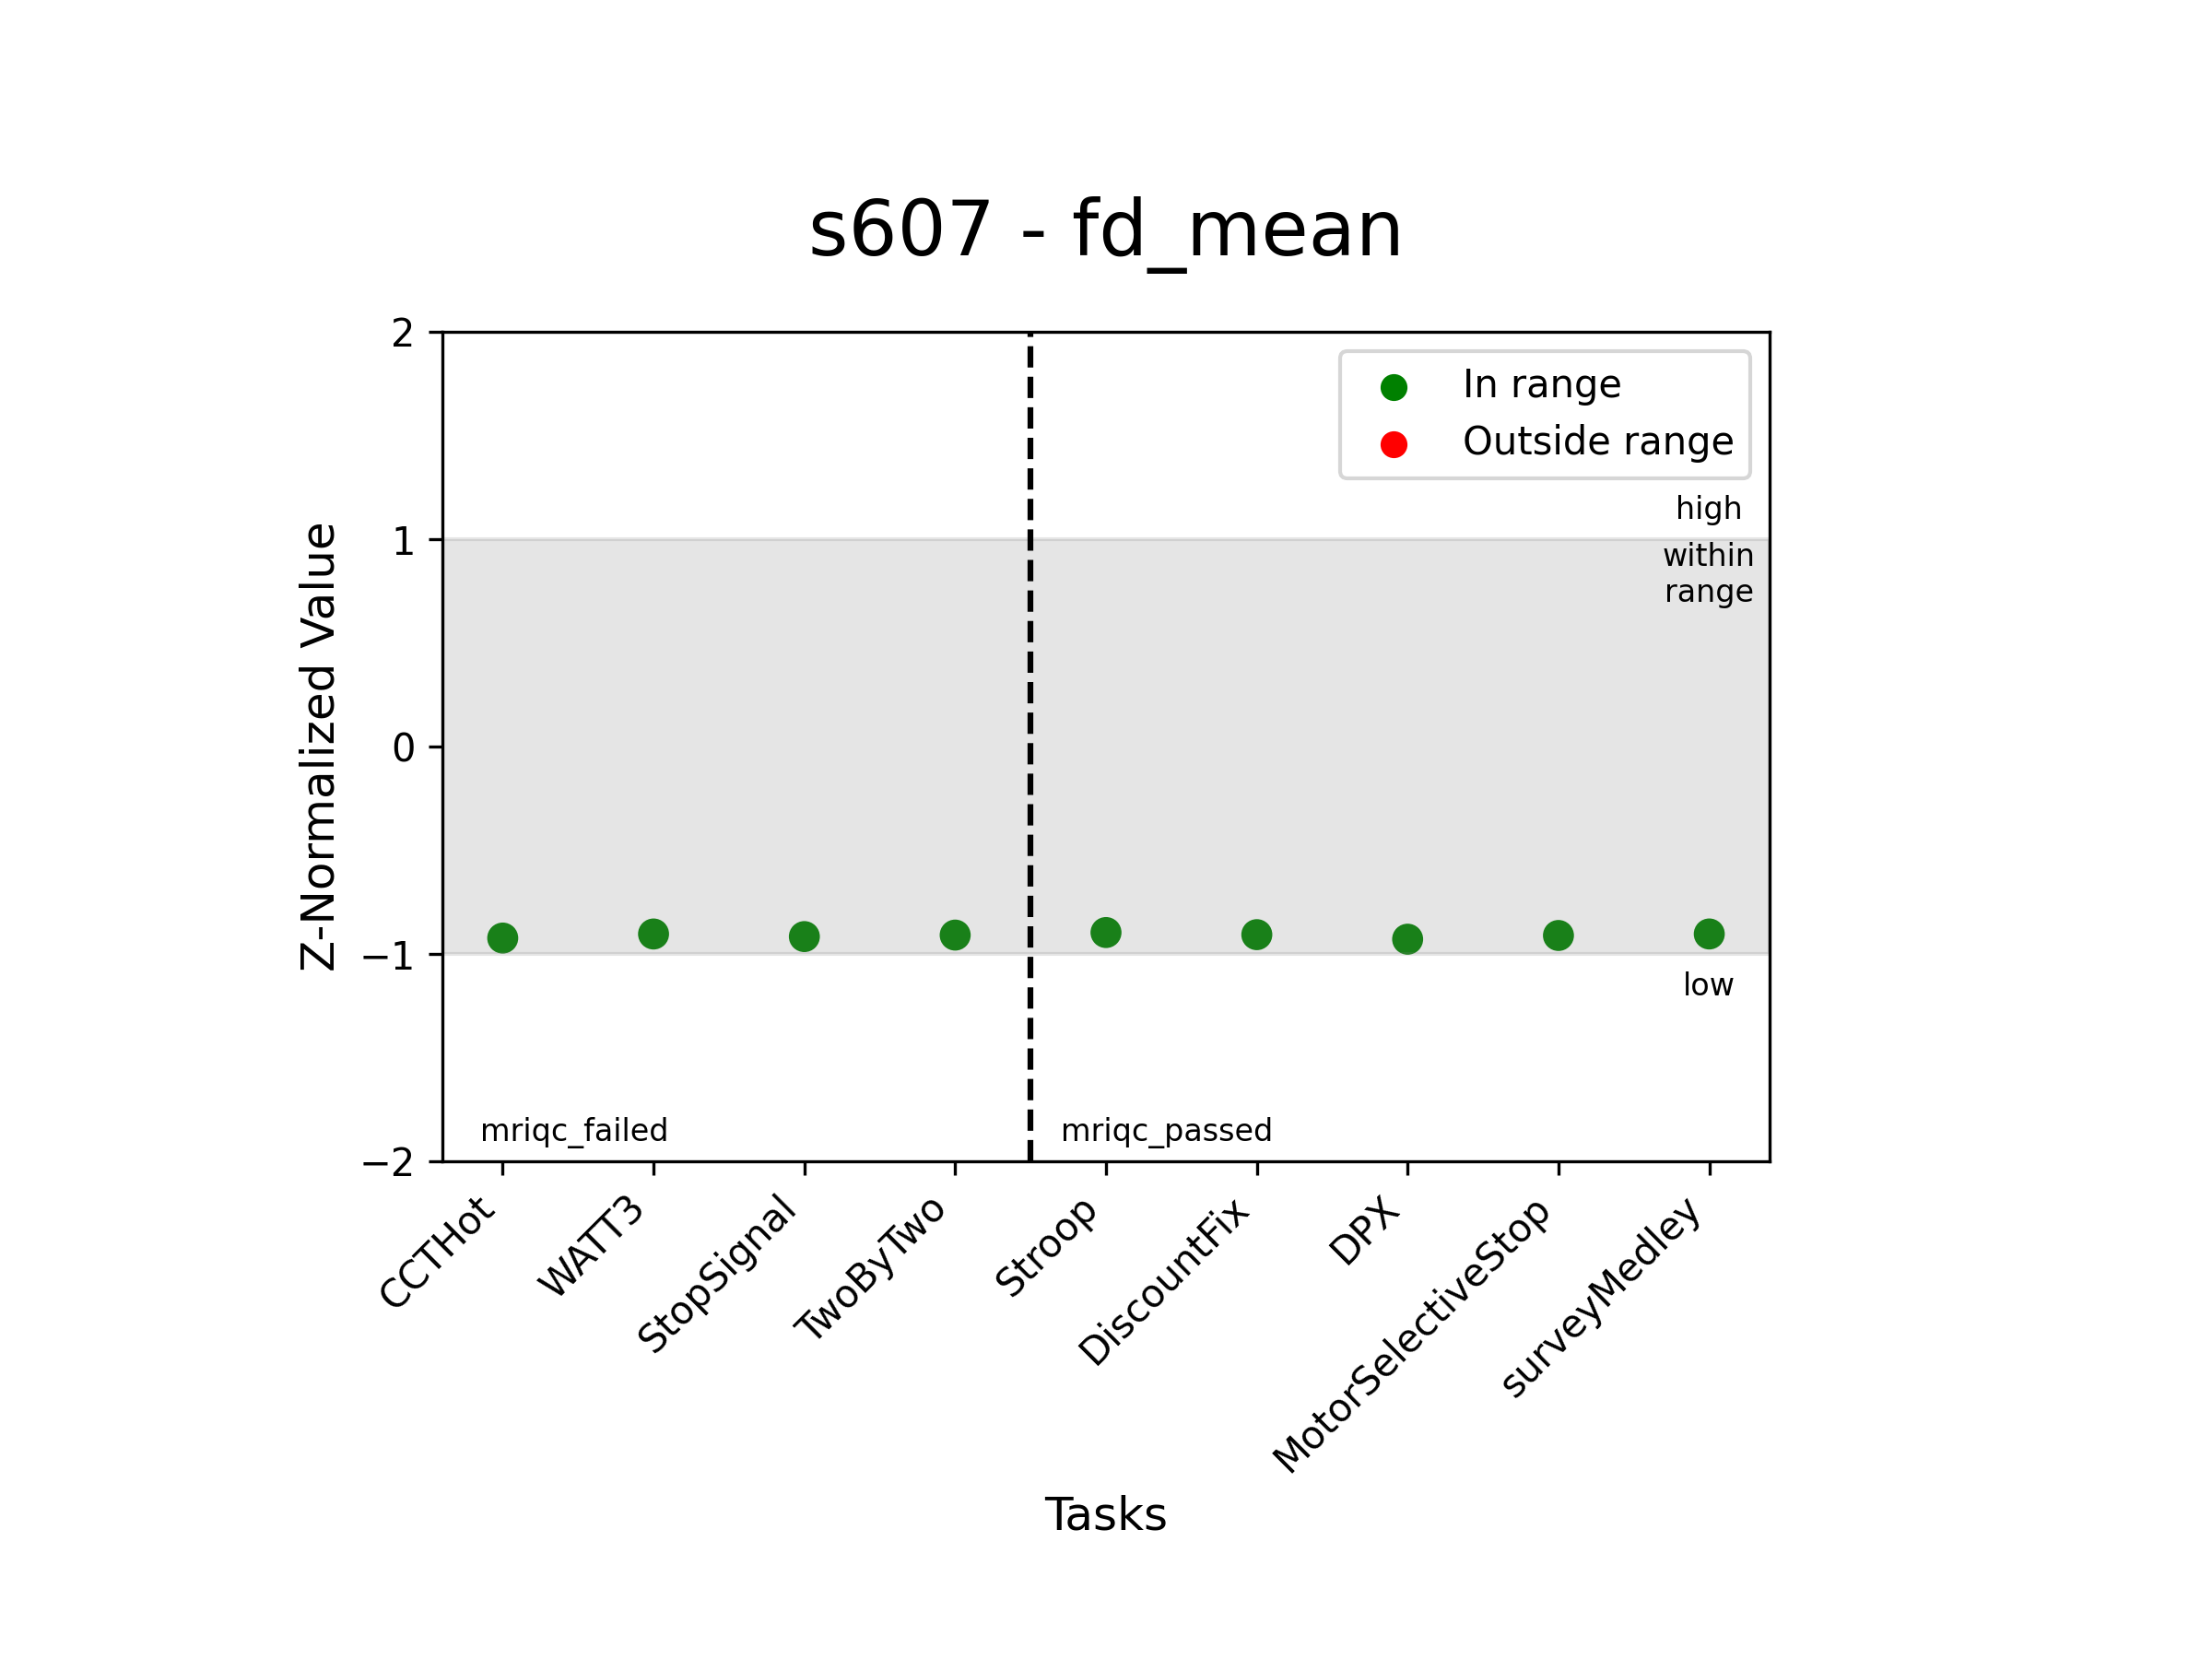 s607 - fd_mean
2
1
0
−1
−2
Z-Normalized Value
In range
Outside range
high
within
range
low
mriqc_failed
mriqc_passed
CCTHot
WATT3
StopSignal
TwoByTwo
Stroop
DiscountFix
DPX
MotorSelectiveStop
surveyMedley
Tasks